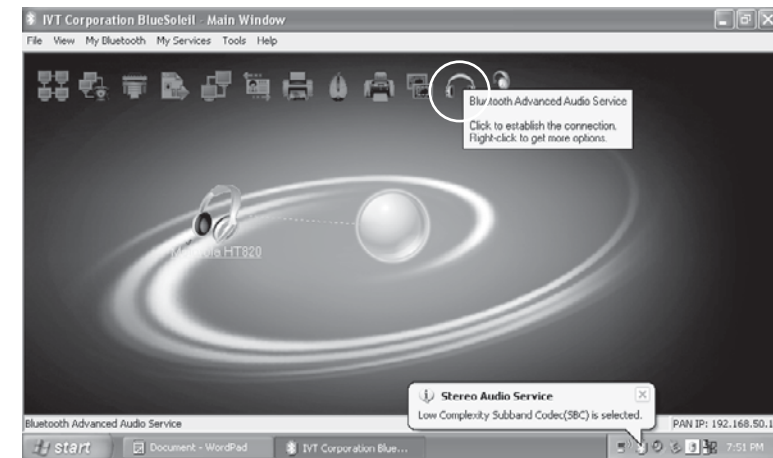 IVT Corporation BlueSoleil - Main Window
File View My Bluetooth My Services Tools Help
Bluetooth Advanced Audio Service
Click to establish the connection.
Right-click to get more options.
Motorola HT820
Stereo Audio Service
Low Complexity Subband Codec(SBC) is selected.
Bluetooth Advanced Audio Service
PAN IP: 192.168.50.1
start
Document - WordPad
IVT Corporation Blue...
7:51 PM